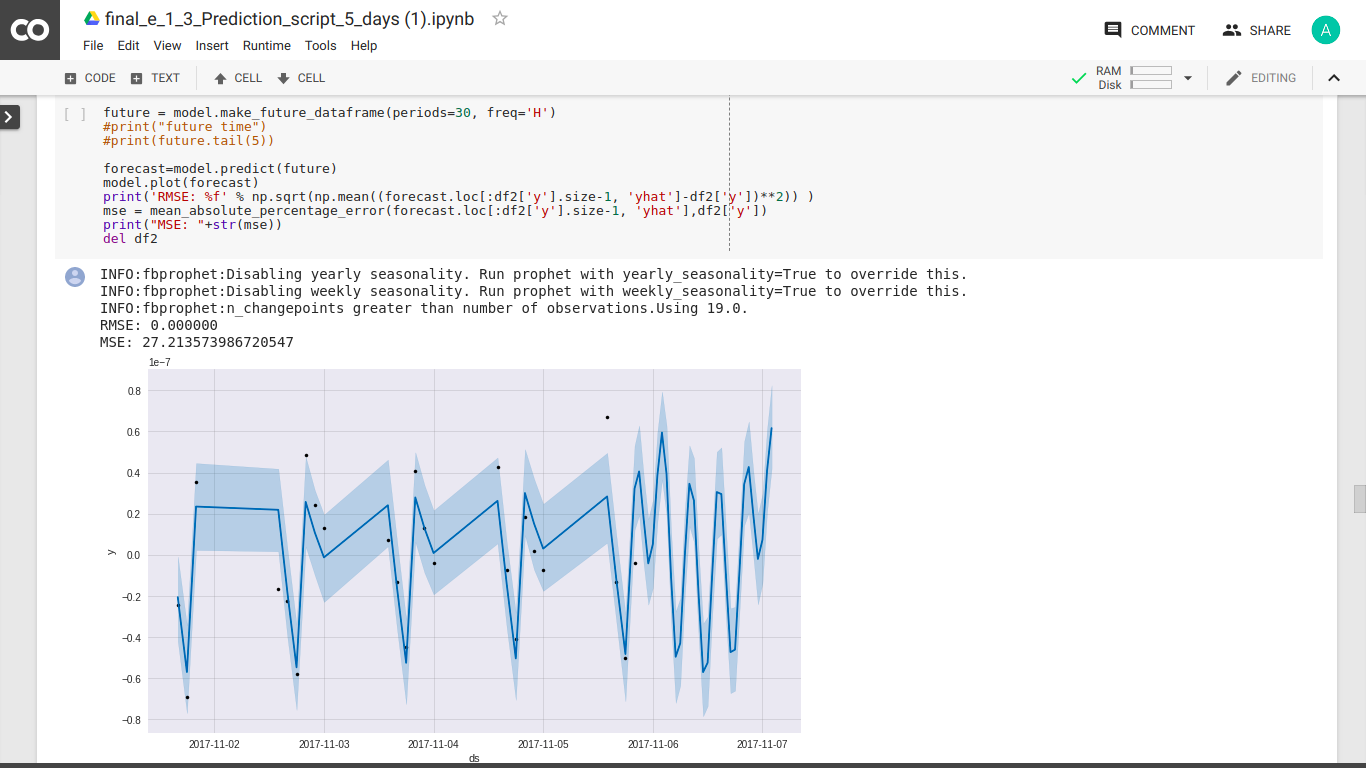 CO final_e_1_3_Prediction_script_5_days (1).ipynb
COMMENT SHARE A
File Edit View Insert Runtime Tools Help
CODE TEXT CELL CELL
RAM
Disk
EDITING
[ ] future = model.make_future_dataframe(periods=30, freq='H')
#print("future time")
#print(future.tail(5))
forecast=model.predict(future)
model.plot(forecast)
print('RMSE: %f' % np.sqrt(np.mean((forecast.loc[:df2['y'].size-1, 'yhat']-df2['y'])**2)) )
mse = mean_absolute_percentage_error(forecast.loc[:df2['y'].size-1, 'yhat'],df2['y'])
print("MSE: "+str(mse))
del df2
INFO:fbprophet:Disabling yearly seasonality. Run prophet with yearly_seasonality=True to override this.
INFO:fbprophet:Disabling weekly seasonality. Run prophet with weekly_seasonality=True to override this.
INFO:fbprophet:n_changepoints greater than number of observations.Using 19.0.
RMSE: 0.000000
MSE: 27.213573986720547
1e−7
0.8
0.6
0.4
0.2
0.0
−0.2
−0.4
−0.6
−0.8
y
2017-11-02 2017-11-03 2017-11-04 2017-11-05 2017-11-06 2017-11-07
ds